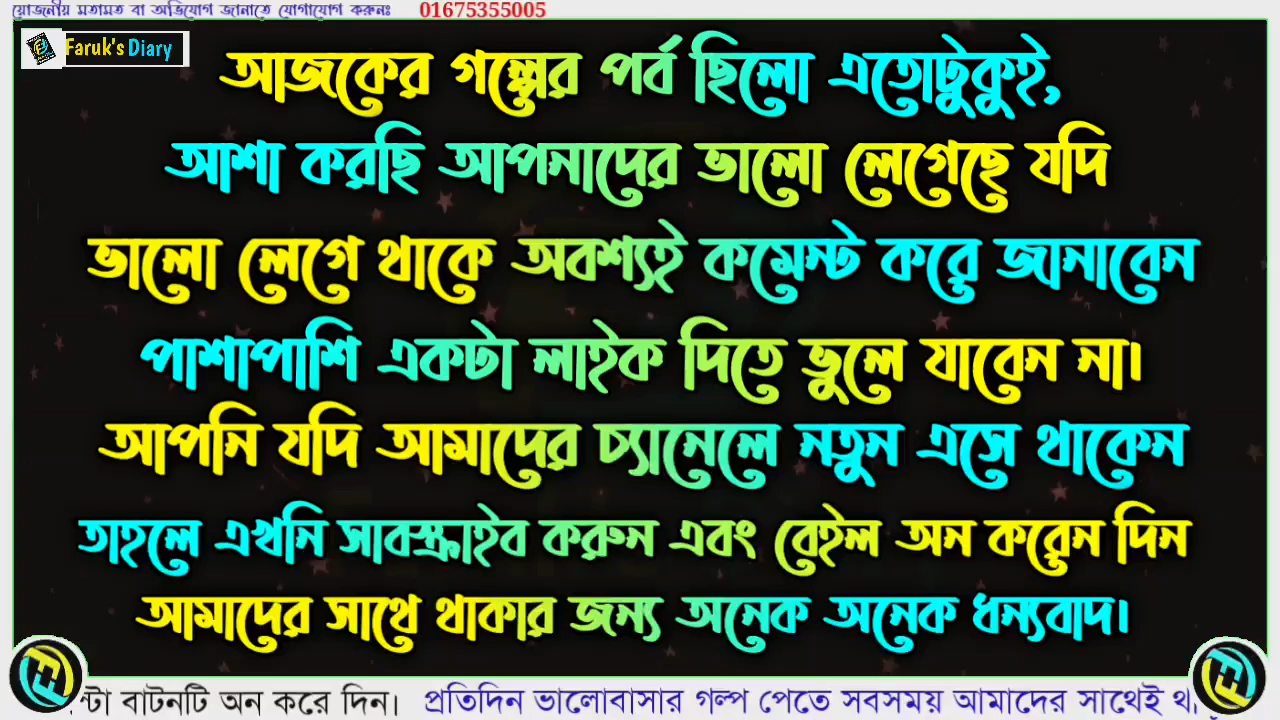 য়োজনীয় মতামত বা অভিযোগ জানাতে যোগাযোগ করুনঃ 01675355005
Faruk's Diary
আজকের গল্পের পর্ব ছিলো এতোটুকুই,
আশা করছি আপনাদের ভালো লেগেছে যদি
ভালো লেগে থাকে অবশ্যই কমেন্ট করে জানাবেন
পাশাপাশি একটা লাইক দিতে ভুলে যাবেন না।
আপনি যদি আমাদের চ্যানেলে নতুন এসে থাকেন
তাহলে এখনি সাবস্ক্রাইব করুন এবং বেইল অন করেন দিন
আমাদের সাথে থাকার জন্য অনেক অনেক ধন্যবাদ।
বাটনটি অন করে দিন। প্রতিদিন ভালোবাসার গল্প পেতে সবসময় আমাদের সাথেই